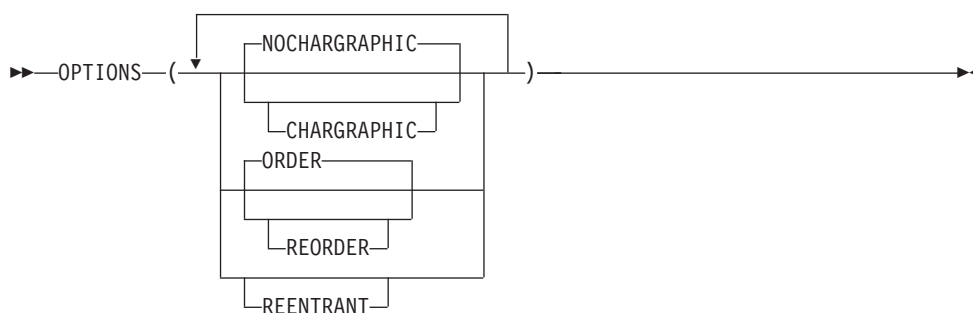 NOCHARGRAPHIC
OPTIONS ( )
CHARGRAPHIC
ORDER
REORDER
REENTRANT